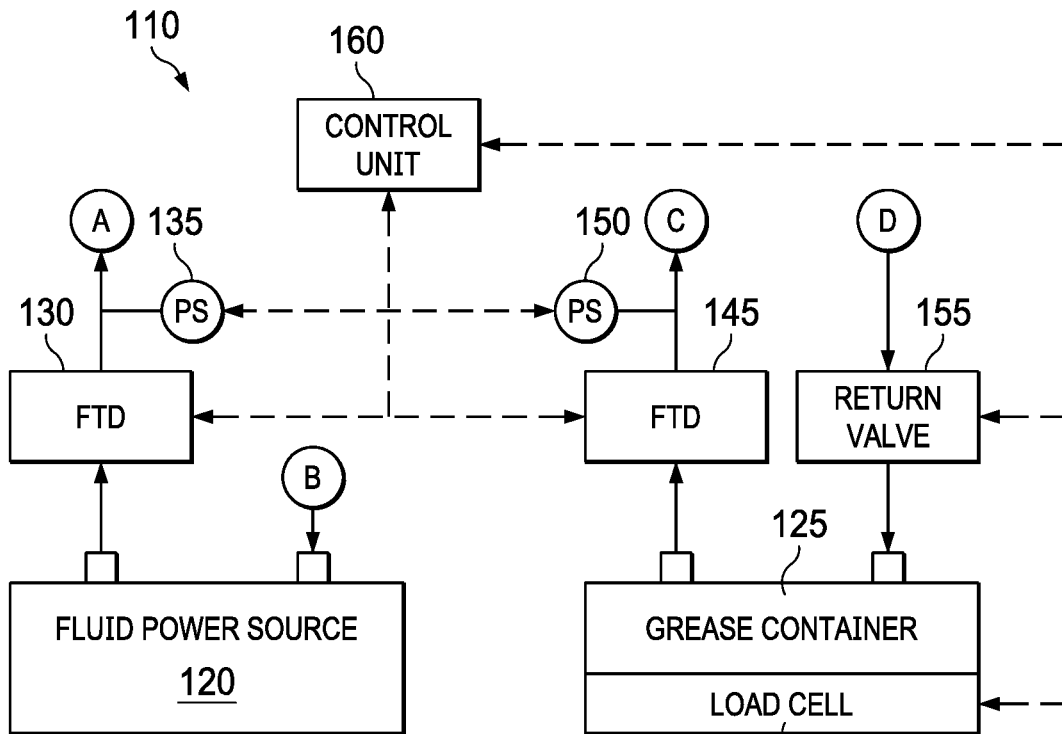 110
160
CONTROL
UNIT
A
135
150
C
D
PS
PS
130
145
155
FTD
FTD
RETURN
VALVE
B
125
FLUID POWER SOURCE
120
GREASE CONTAINER
LOAD CELL